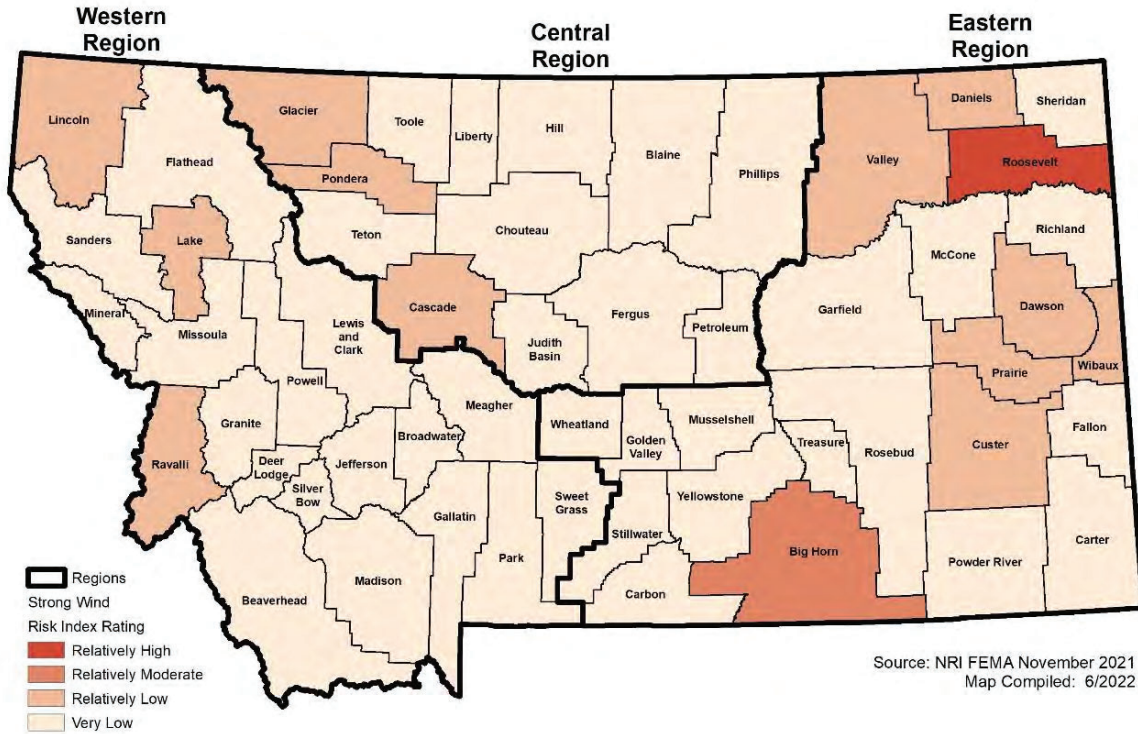 Western
Region
Central
Region
Eastern
Region
Lincoln
Flathead
Glacier
Toole
Liberty
Hill
Blaine
Phillips
Valley
Daniels
Sheridan
Roosevelt
Pondera
Teton
Chouteau
Sanders
Lake
Richland
McCone
Mineral
Missoula
Lewis
and
Clark
Cascade
Judith
Basin
Fergus
Petroleum
Garfield
Dawson
Prairie
Wibaux
Powell
Granite
Ravalli
Meagher
Broadwater
Jefferson
Deer
Lodge
Silver
Bow
Wheatland
Golden
Valley
Musselshell
Treasure
Rosebud
Custer
Fallon
Gallatin
Park
Sweet
Grass
Stillwater
Yellowstone
Big Horn
Carbon
Powder River
Carter
Beaverhead
Madison
Regions
Strong Wind
Risk Index Rating
Relatively High
Relatively Moderate
Relatively Low
Very Low
Source: NRI FEMA November 2021
Map Compiled: 6/2022